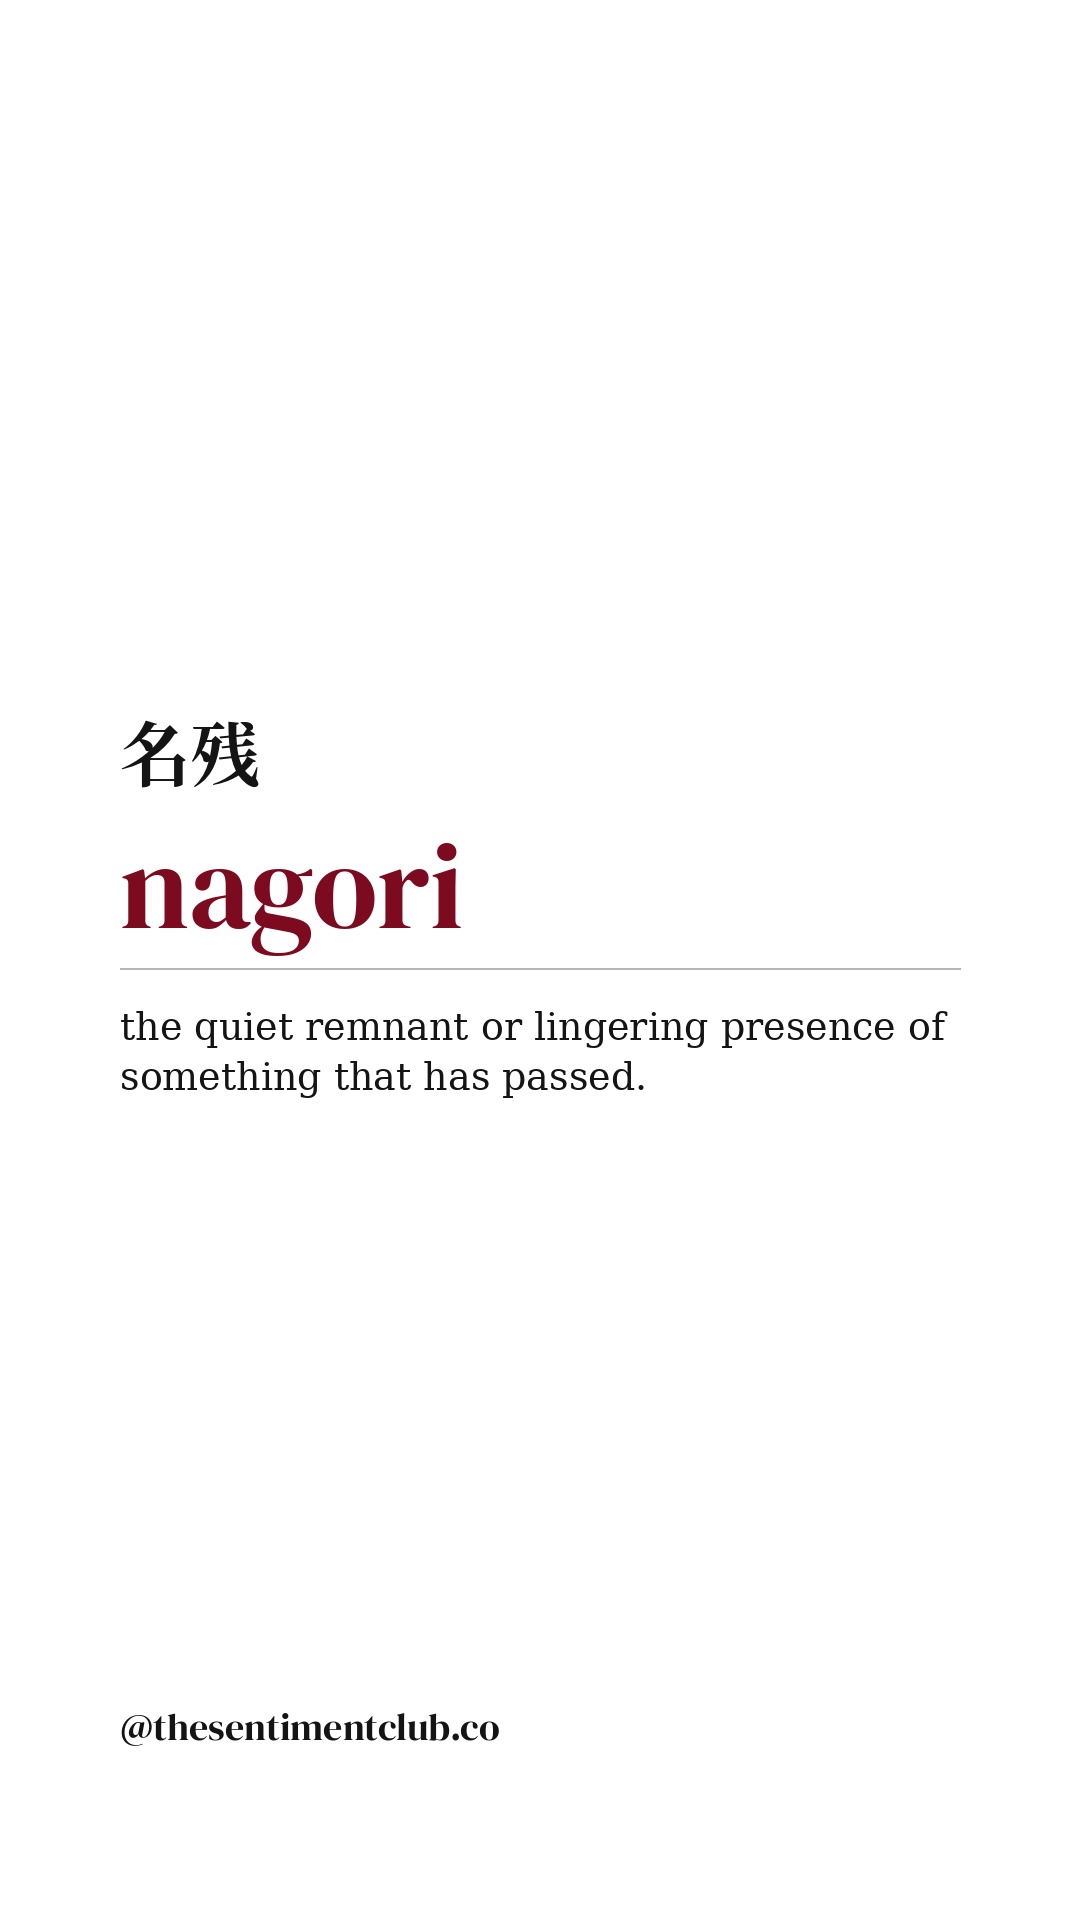 名残
nagori
the quiet remnant or lingering presence of
something that has passed.
@thesentimentclub.co